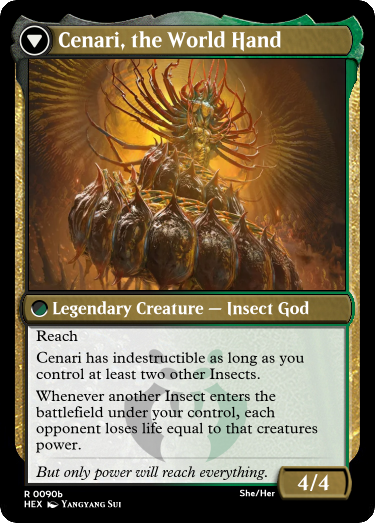 Cenari, the World Hand
Legendary Creature — Insect God
Reach
Cenari has indestructible as long as you
control at least two other Insects.
Whenever another Insect enters the
battlefield under your control, each
opponent loses life equal to that creatures
power.
But only power will reach everything.
4/4
R 0090b
She/Her
HEX Yangyang Sui